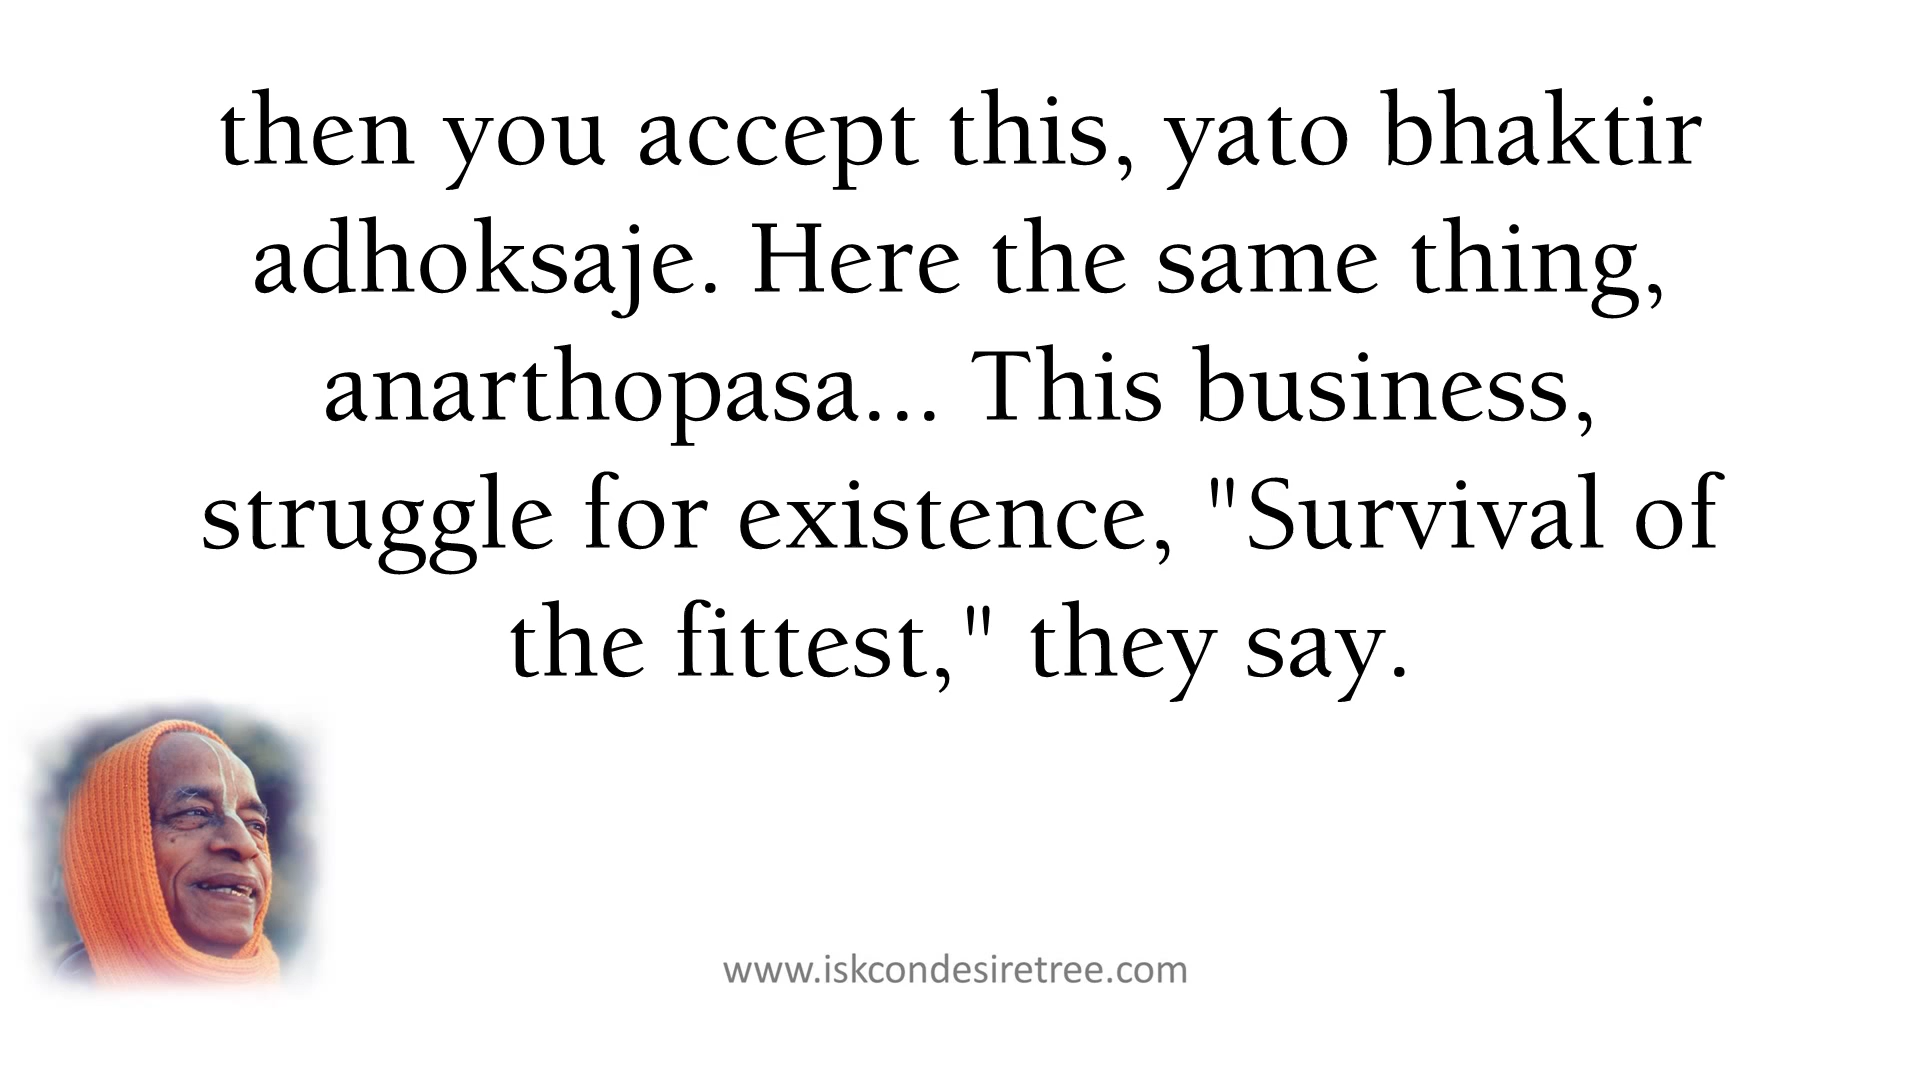 then you accept this, yato bhaktir
adhoksaje. Here the same thing,
anarthopasa... This business,
struggle for existence, "Survival of
the fittest," they say.
www.iskcondesiretree.com